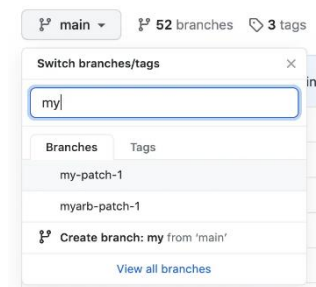 main 52 branches 3 tags
Switch branches/tags
in
my
Branches Tags
my-patch-1
myarb-patch-1
Create branch: my from ‘main’
View all branches